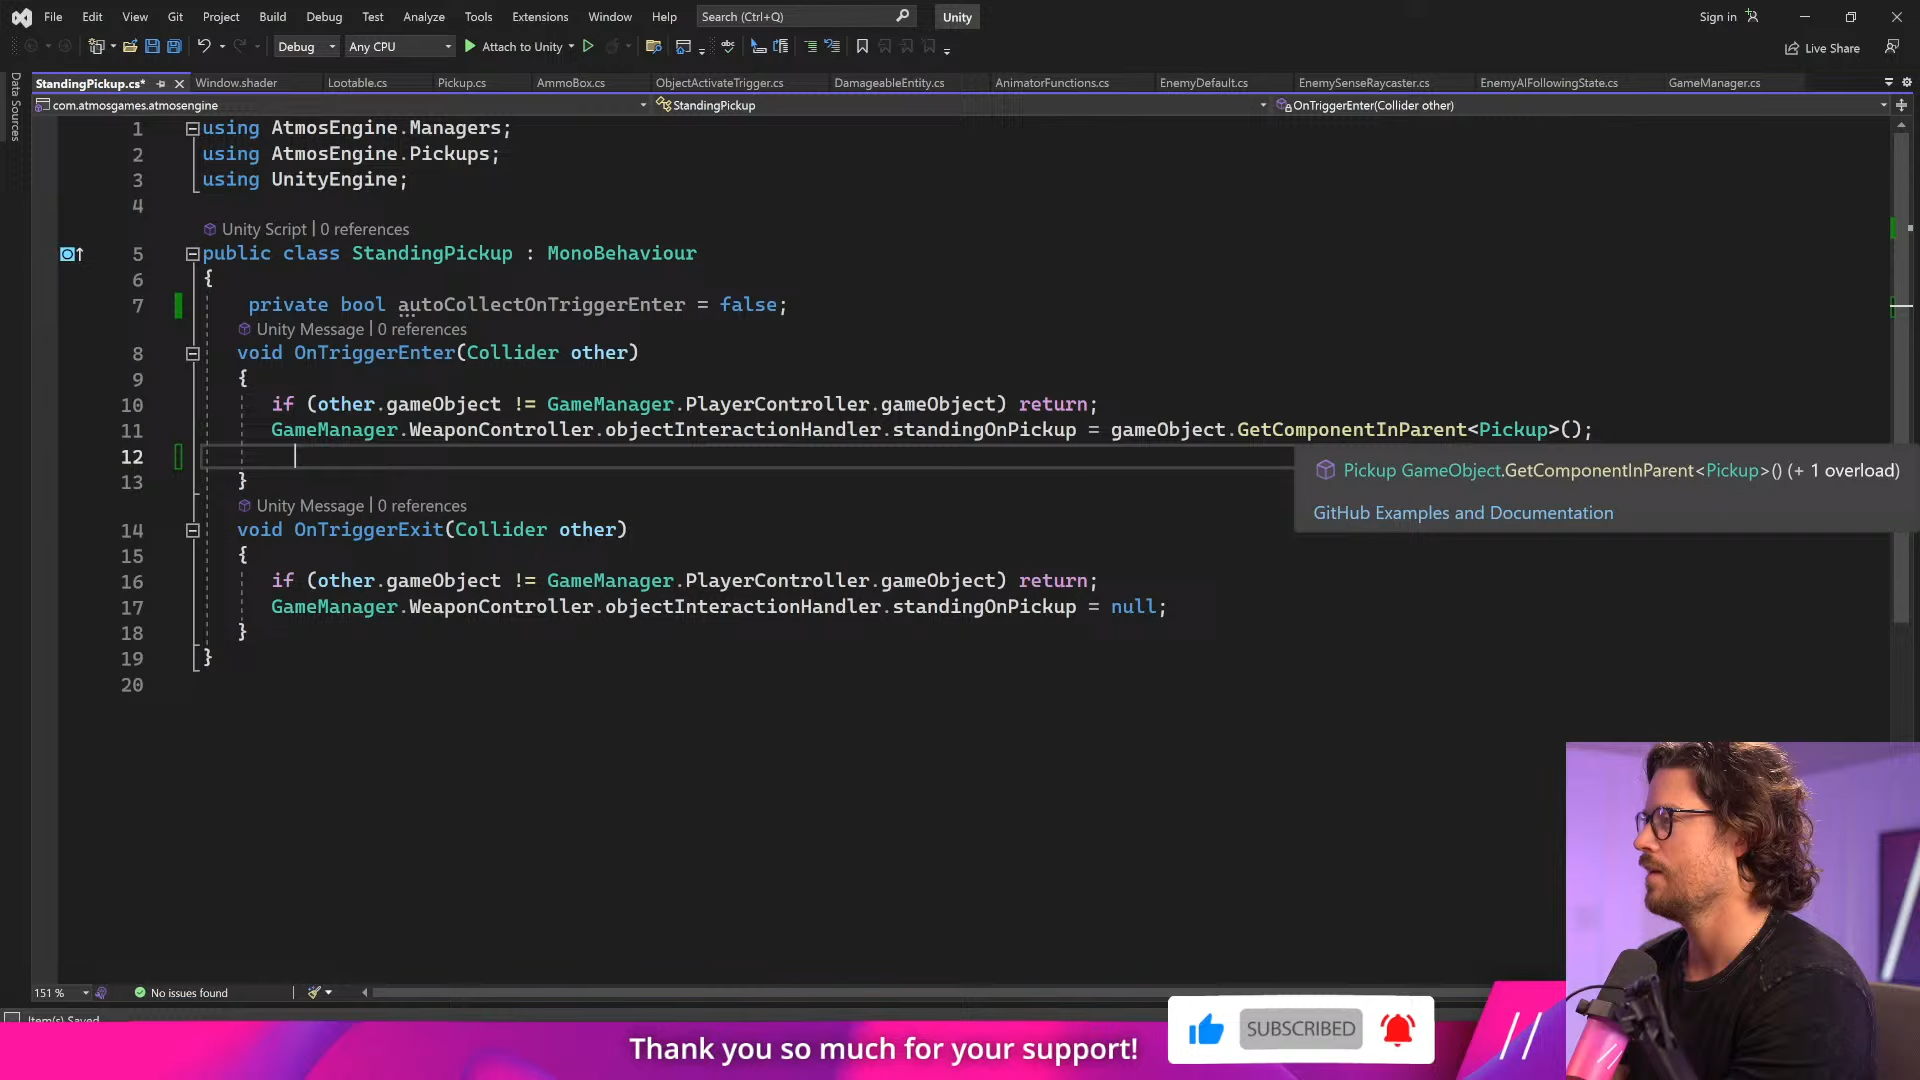 File Edit View Git Project Build Debug Test Analyze Tools Extensions Window Help Search (Ctrl+Q) Unity Sign in
Debug Any CPU Attach to Unity Live Share
Data Sources
StandingPickup.cs* Window.shader Lootable.cs Pickup.cs AmmoBox.cs ObjectActivateTrigger.cs DamageableEntity.cs AnimatorFunctions.cs EnemyDefault.cs EnemySenseRaycaster.cs EnemyAIFollowingState.cs GameManager.cs
com.atmosgames.atmosengine StandingPickup OnTriggerEnter(Collider other)
1 using AtmosEngine.Managers;
2 using AtmosEngine.Pickups;
3 using UnityEngine;
4
Unity Script | 0 references
5 public class StandingPickup : MonoBehaviour
6 {
7 private bool autoCollectOnTriggerEnter = false;
Unity Message | 0 references
8 void OnTriggerEnter(Collider other)
9 {
10 if (other.gameObject != GameManager.PlayerController.gameObject) return;
11 GameManager.WeaponController.objectInteractionHandler.standingOnPickup = gameObject.GetComponentInParent<Pickup>();
12
Pickup GameObject.GetComponentInParent<Pickup>() (+ 1 overload)
GitHub Examples and Documentation
13 }
Unity Message | 0 references
14 void OnTriggerExit(Collider other)
15 {
16 if (other.gameObject != GameManager.PlayerController.gameObject) return;
17 GameManager.WeaponController.objectInteractionHandler.standingOnPickup = null;
18 }
19 }
20
151 % No issues found
Item(s) Saved
Thank you so much for your support! SUBSCRIBED //